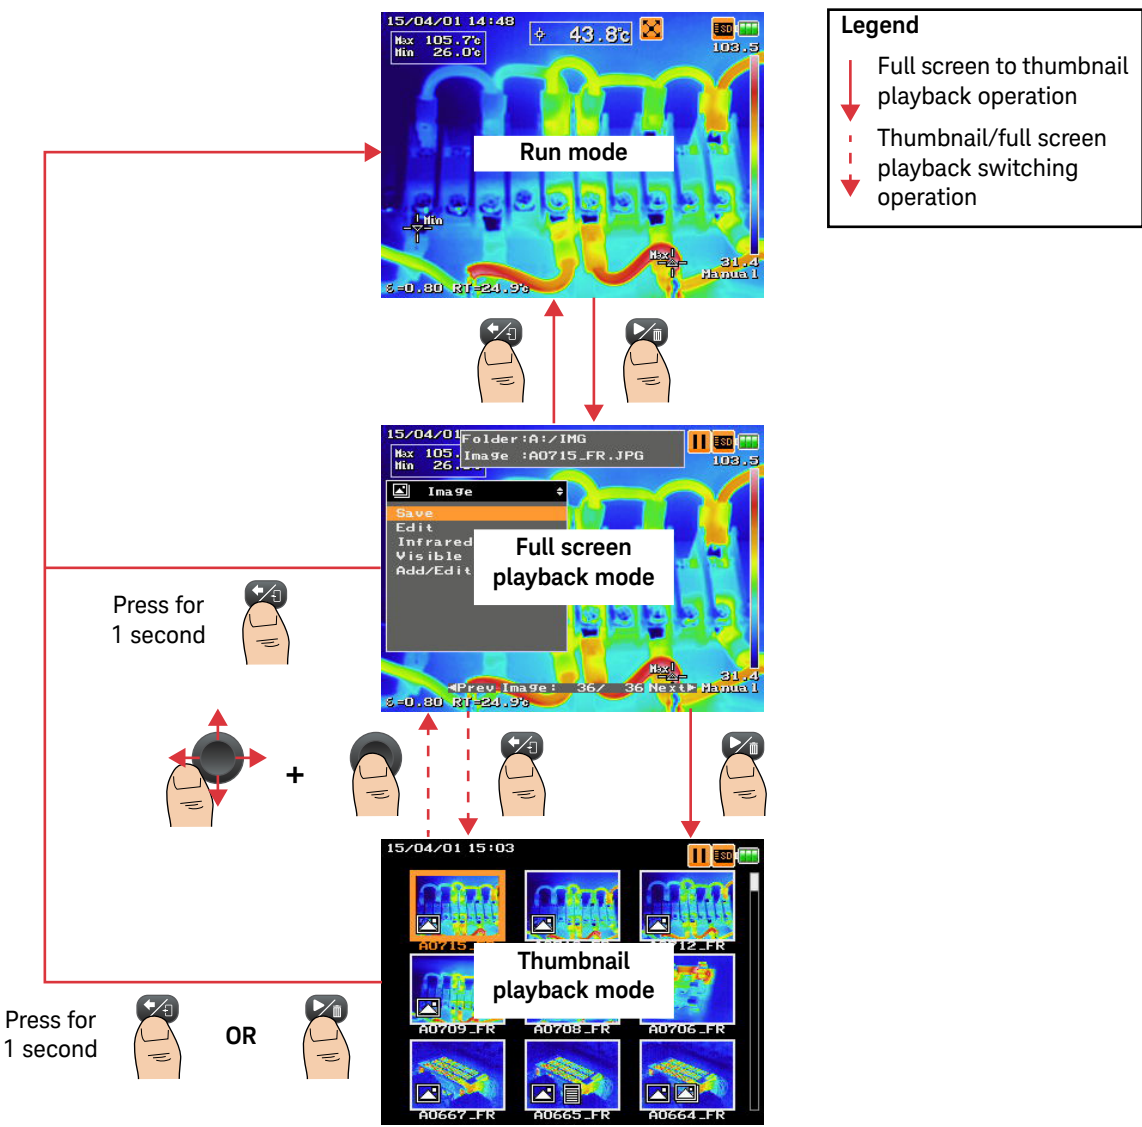 15/04/01 14:48
Max 105.7℃
Min 26.0℃
43.8℃
SD
103.5
Run mode
Min
Max
31.4
Manual
ε=0.80 RT=24.9℃
Legend
Full screen to thumbnail
playback operation
Thumbnail/full screen
playback switching
operation
15/04/01
Folder:A:/IMG
Image :A0715_FR.JPG
Max 105.
Min 26.
SD
103.5
Image
Save
Edit
Infrared
Visible
Add/Edit
Full screen
playback mode
Max
31.4
◀Prev Image: 36/ 36 Next▶ Manual
ε=0.80 RT=24.9℃
Press for
1 second
+
15/04/01 15:03
SD
A0715_FR
12_FR
Thumbnail
playback mode
A0709_FR
A0708_FR
A0706_FR
A0667_FR
A0665_FR
A0664_FR
Press for
1 second
OR